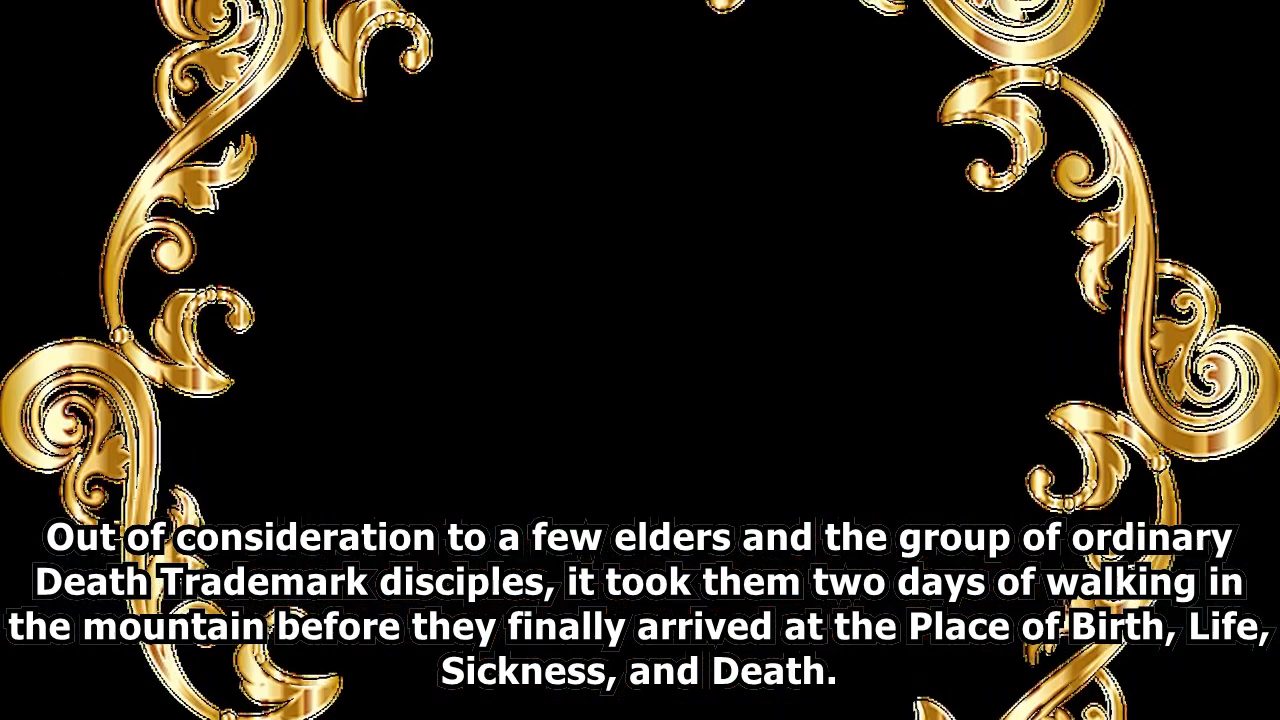 Out of consideration to a few elders and the group of ordinary
Death Trademark disciples, it took them two days of walking in
the mountain before they finally arrived at the Place of Birth, Life,
Sickness, and Death.